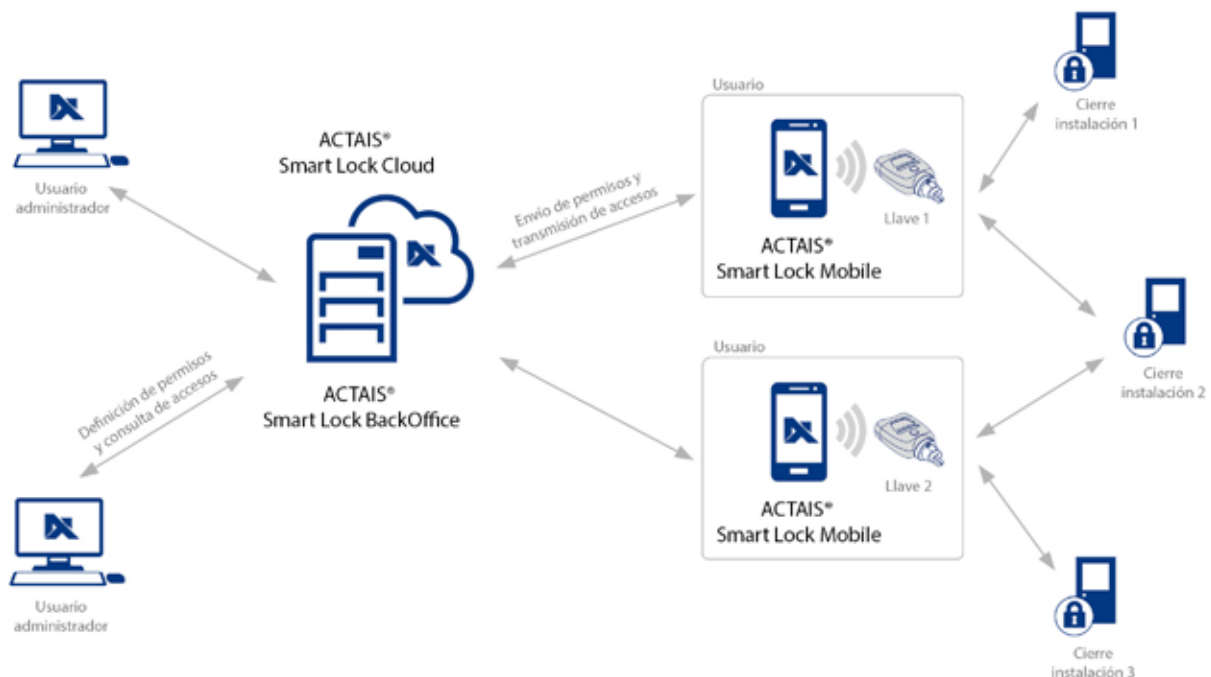 Usuario
administrador
ACTAIS®
Smart Lock Cloud
ACTAIS®
Smart Lock BackOffice
Definición de permisos
y consulta de accesos
Usuario
administrador
Envío de permisos y
transmisión de accesos
Usuario
Llave 1
ACTAIS®
Smart Lock Mobile
Usuario
Llave 2
ACTAIS®
Smart Lock Mobile
Cierre
instalación 1
Cierre
instalación 2
Cierre
instalación 3